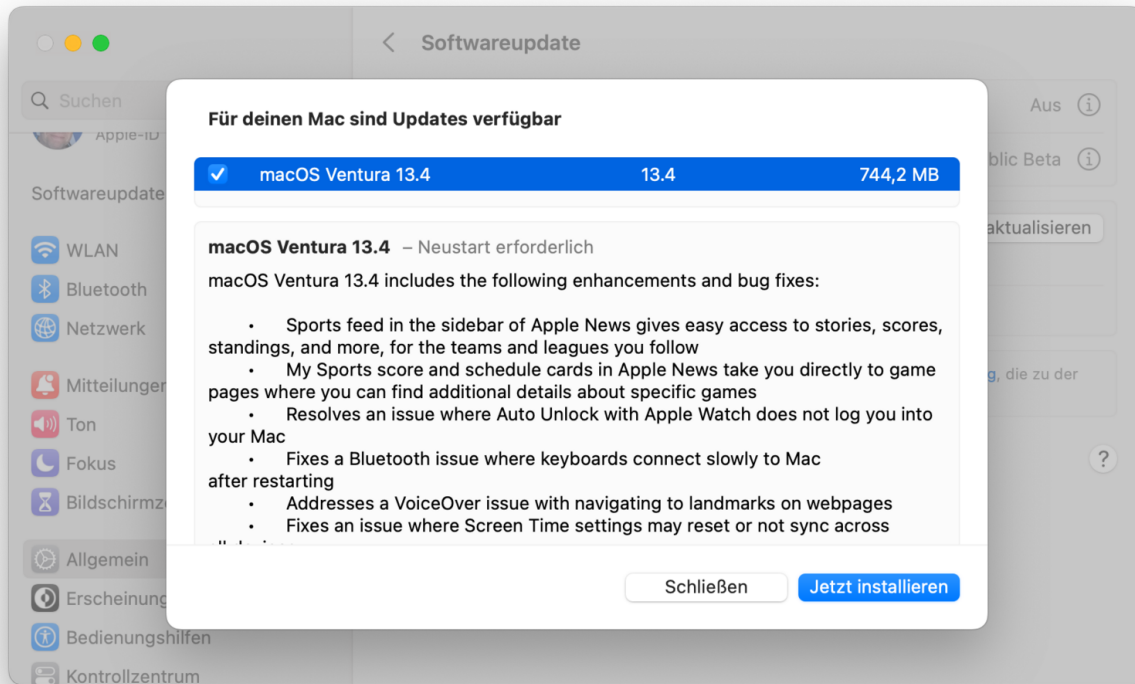 Softwareupdate
Suchen
Apple-ID
Softwareupdate
WLAN
Bluetooth
Netzwerk
Ton
Fokus
Allgemein
Bedienungshilfen
Kontrollzentrum
Für deinen Mac sind Updates verfügbar
macOS Ventura 13.4 13.4 744,2 MB
macOS Ventura 13.4 – Neustart erforderlich
macOS Ventura 13.4 includes the following enhancements and bug fixes:
• Sports feed in the sidebar of Apple News gives easy access to stories, scores,
standings, and more, for the teams and leagues you follow
• My Sports score and schedule cards in Apple News take you directly to game
pages where you can find additional details about specific games
• Resolves an issue where Auto Unlock with Apple Watch does not log you into
your Mac
• Fixes a Bluetooth issue where keyboards connect slowly to Mac
after restarting
• Addresses a VoiceOver issue with navigating to landmarks on webpages
• Fixes an issue where Screen Time settings may reset or not sync across
Schließen
Jetzt installieren
Aus
Beta
aktualisieren
, die zu der
?